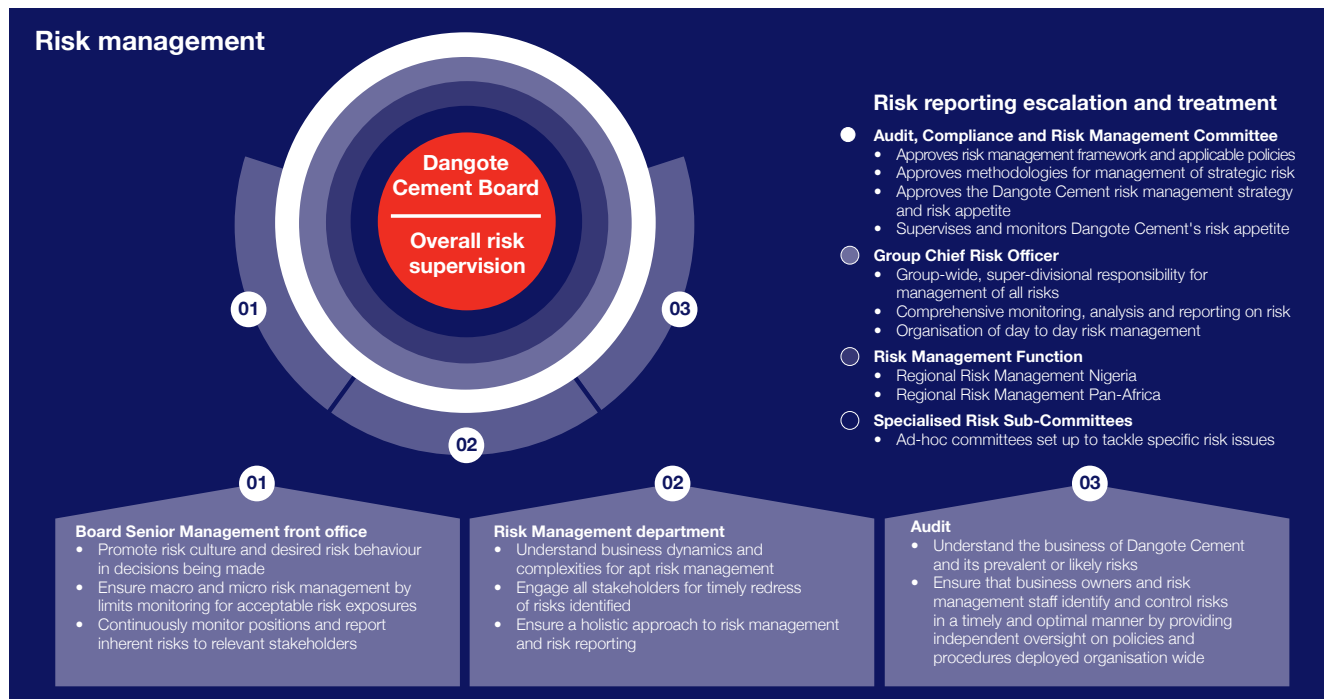 Risk management
Dangote
Cement Board
Overall risk
supervision
01
02
03
Risk reporting escalation and treatment
Audit, Compliance and Risk Management Committee
• Approves risk management framework and applicable policies
• Approves methodologies for management of strategic risk
• Approves the Dangote Cement risk management strategy
and risk appetite
• Supervises and monitors Dangote Cement's risk appetite
Group Chief Risk Officer
• Group-wide, super-divisional responsibility for
management of all risks
• Comprehensive monitoring, analysis and reporting on risk
• Organisation of day to day risk management
Risk Management Function
• Regional Risk Management Nigeria
• Regional Risk Management Pan-Africa
Specialised Risk Sub-Committees
• Ad-hoc committees set up to tackle specific risk issues
01
Board Senior Management front office
• Promote risk culture and desired risk behaviour
in decisions being made
• Ensure macro and micro risk management by
limits monitoring for acceptable risk exposures
• Continuously monitor positions and report
inherent risks to relevant stakeholders
02
Risk Management department
• Understand business dynamics and
complexities for apt risk management
• Engage all stakeholders for timely redress
of risks identified
• Ensure a holistic approach to risk management
and risk reporting
03
Audit
• Understand the business of Dangote Cement
and its prevalent or likely risks
• Ensure that business owners and risk
management staff identify and control risks
in a timely and optimal manner by providing
independent oversight on policies and
procedures deployed organisation wide